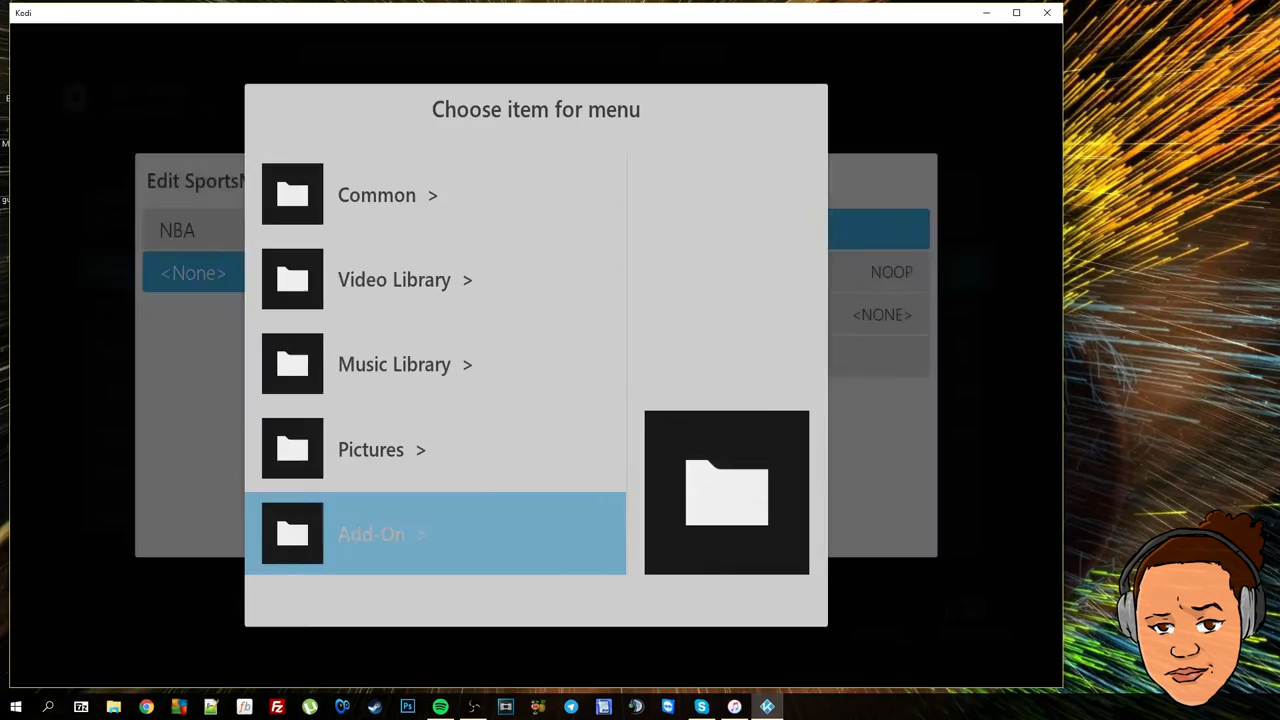 Kodi
Choose item for menu
Edit SportsM
Common >
NBA
Video Library >
<None>
NOOP
Music Library >
<NONE>
Pictures >
Add-On >
Ps